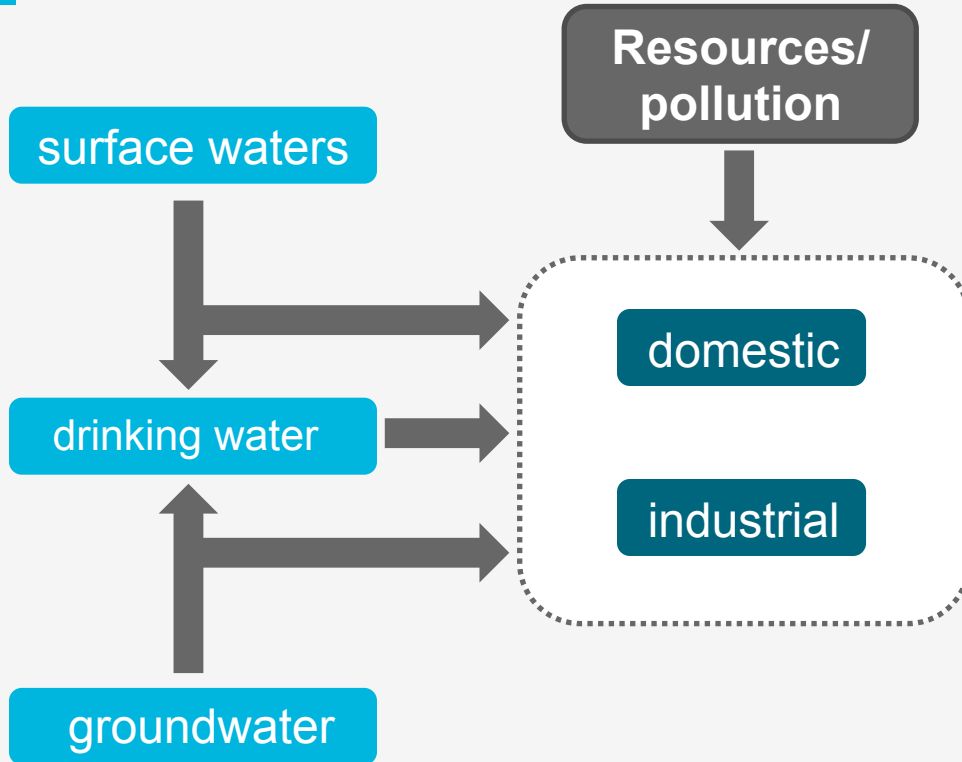 Resources/
pollution
surface waters
domestic
drinking water
industrial
groundwater